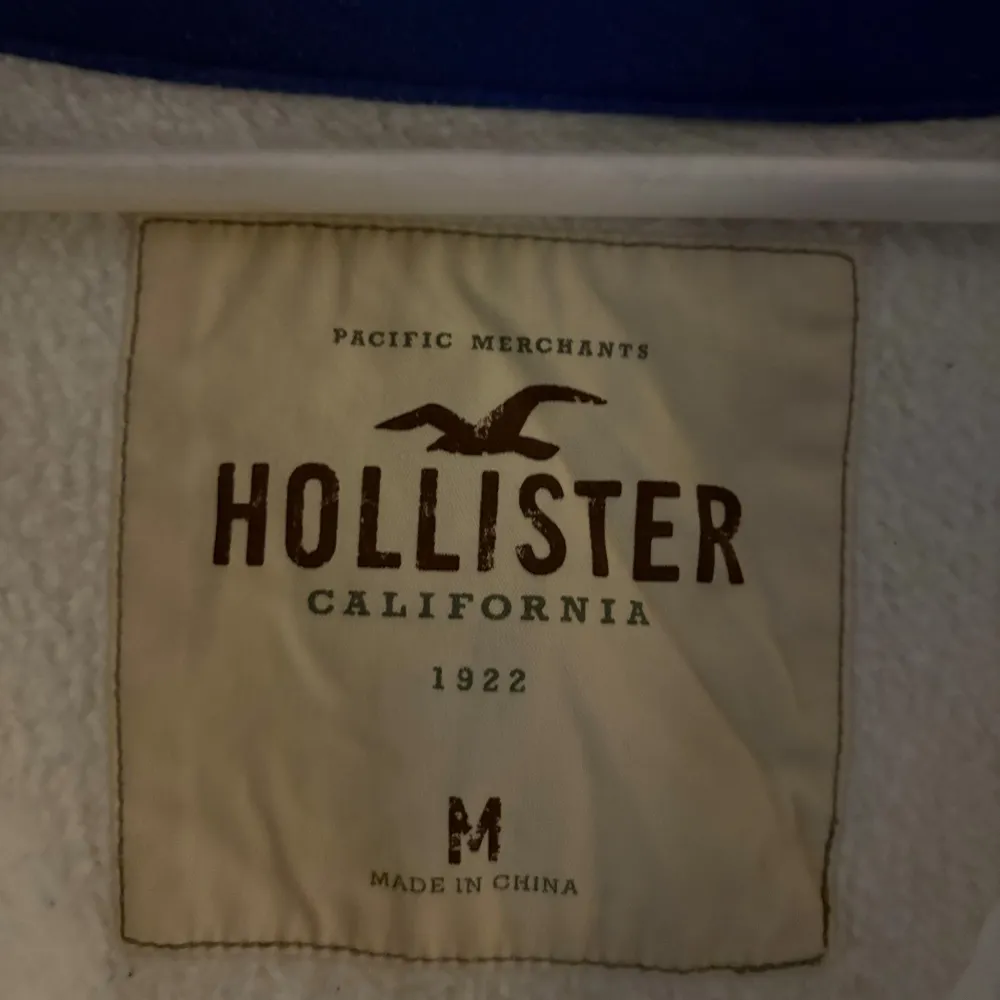 PACIFIC MERCHANTS
HOLLISTER
CALIFORNIA
1922
M
MADE IN CHINA